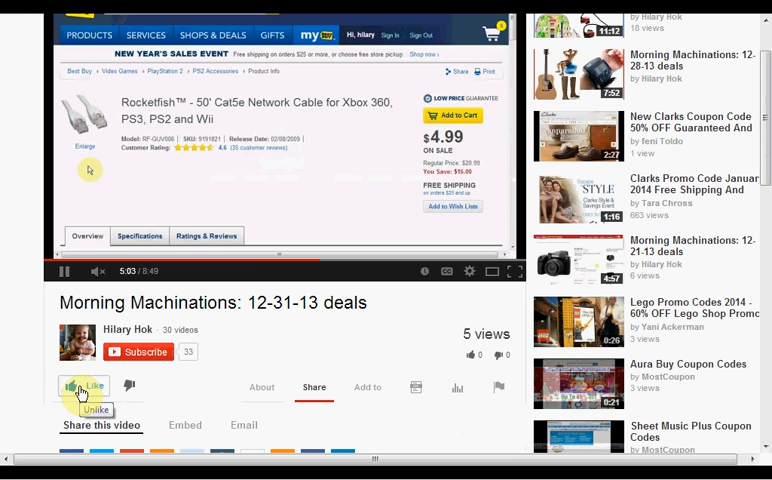 PRODUCTS SERVICES SHOPS & DEALS GIFTS my Hi, hilary Sign In Sign Out
NEW YEAR'S SALES EVENT Free shipping on orders $25 or more, or choose free store pickup. Shop now ›
Best Buy › Video Games › PlayStation 2 › PS2 Accessories › Product Info
Share Print
Rocketfish™ - 50' Cat5e Network Cable for Xbox 360,
PS3, PS2 and Wii
Model: RF-GUV006 | SKU: 9191821 | Release Date: 02/08/2009
Customer Rating: 4.6 (35 customer reviews)
Enlarge
LOW PRICE GUARANTEE
Add to Cart
$4.99
ON SALE
Regular Price: $20.99
You Save: $16.00
FREE SHIPPING
on orders $25 and up
Add to Wish Lists
Overview Specifications Ratings & Reviews
5:03 / 8:49
CC
Morning Machinations: 12-31-13 deals
Hilary Hok · 30 videos
Subscribe 33
5 views
0 0
Like
Unlike
About Share Add to
Share this video Embed Email
by Hilary Hok
18 views
11:12
Morning Machinations: 12-
28-13 deals
by Hilary Hok
7:52
New Clarks Coupon Code
50% OFF Guaranteed And
by feni Toldo
1 view
2:27
Clarks Promo Code Januar
2014 Free Shipping And
by Tara Chross
663 views
STYLE
1:16
Morning Machinations: 12-
21-13 deals
by Hilary Hok
6 views
4:57
Lego Promo Codes 2014 -
60% OFF Lego Shop Promo
by Yani Ackerman
3 views
0:26
Aura Buy Coupon Codes
by MostCoupon
3 views
0:21
Sheet Music Plus Coupon
Codes
by MostCoupon